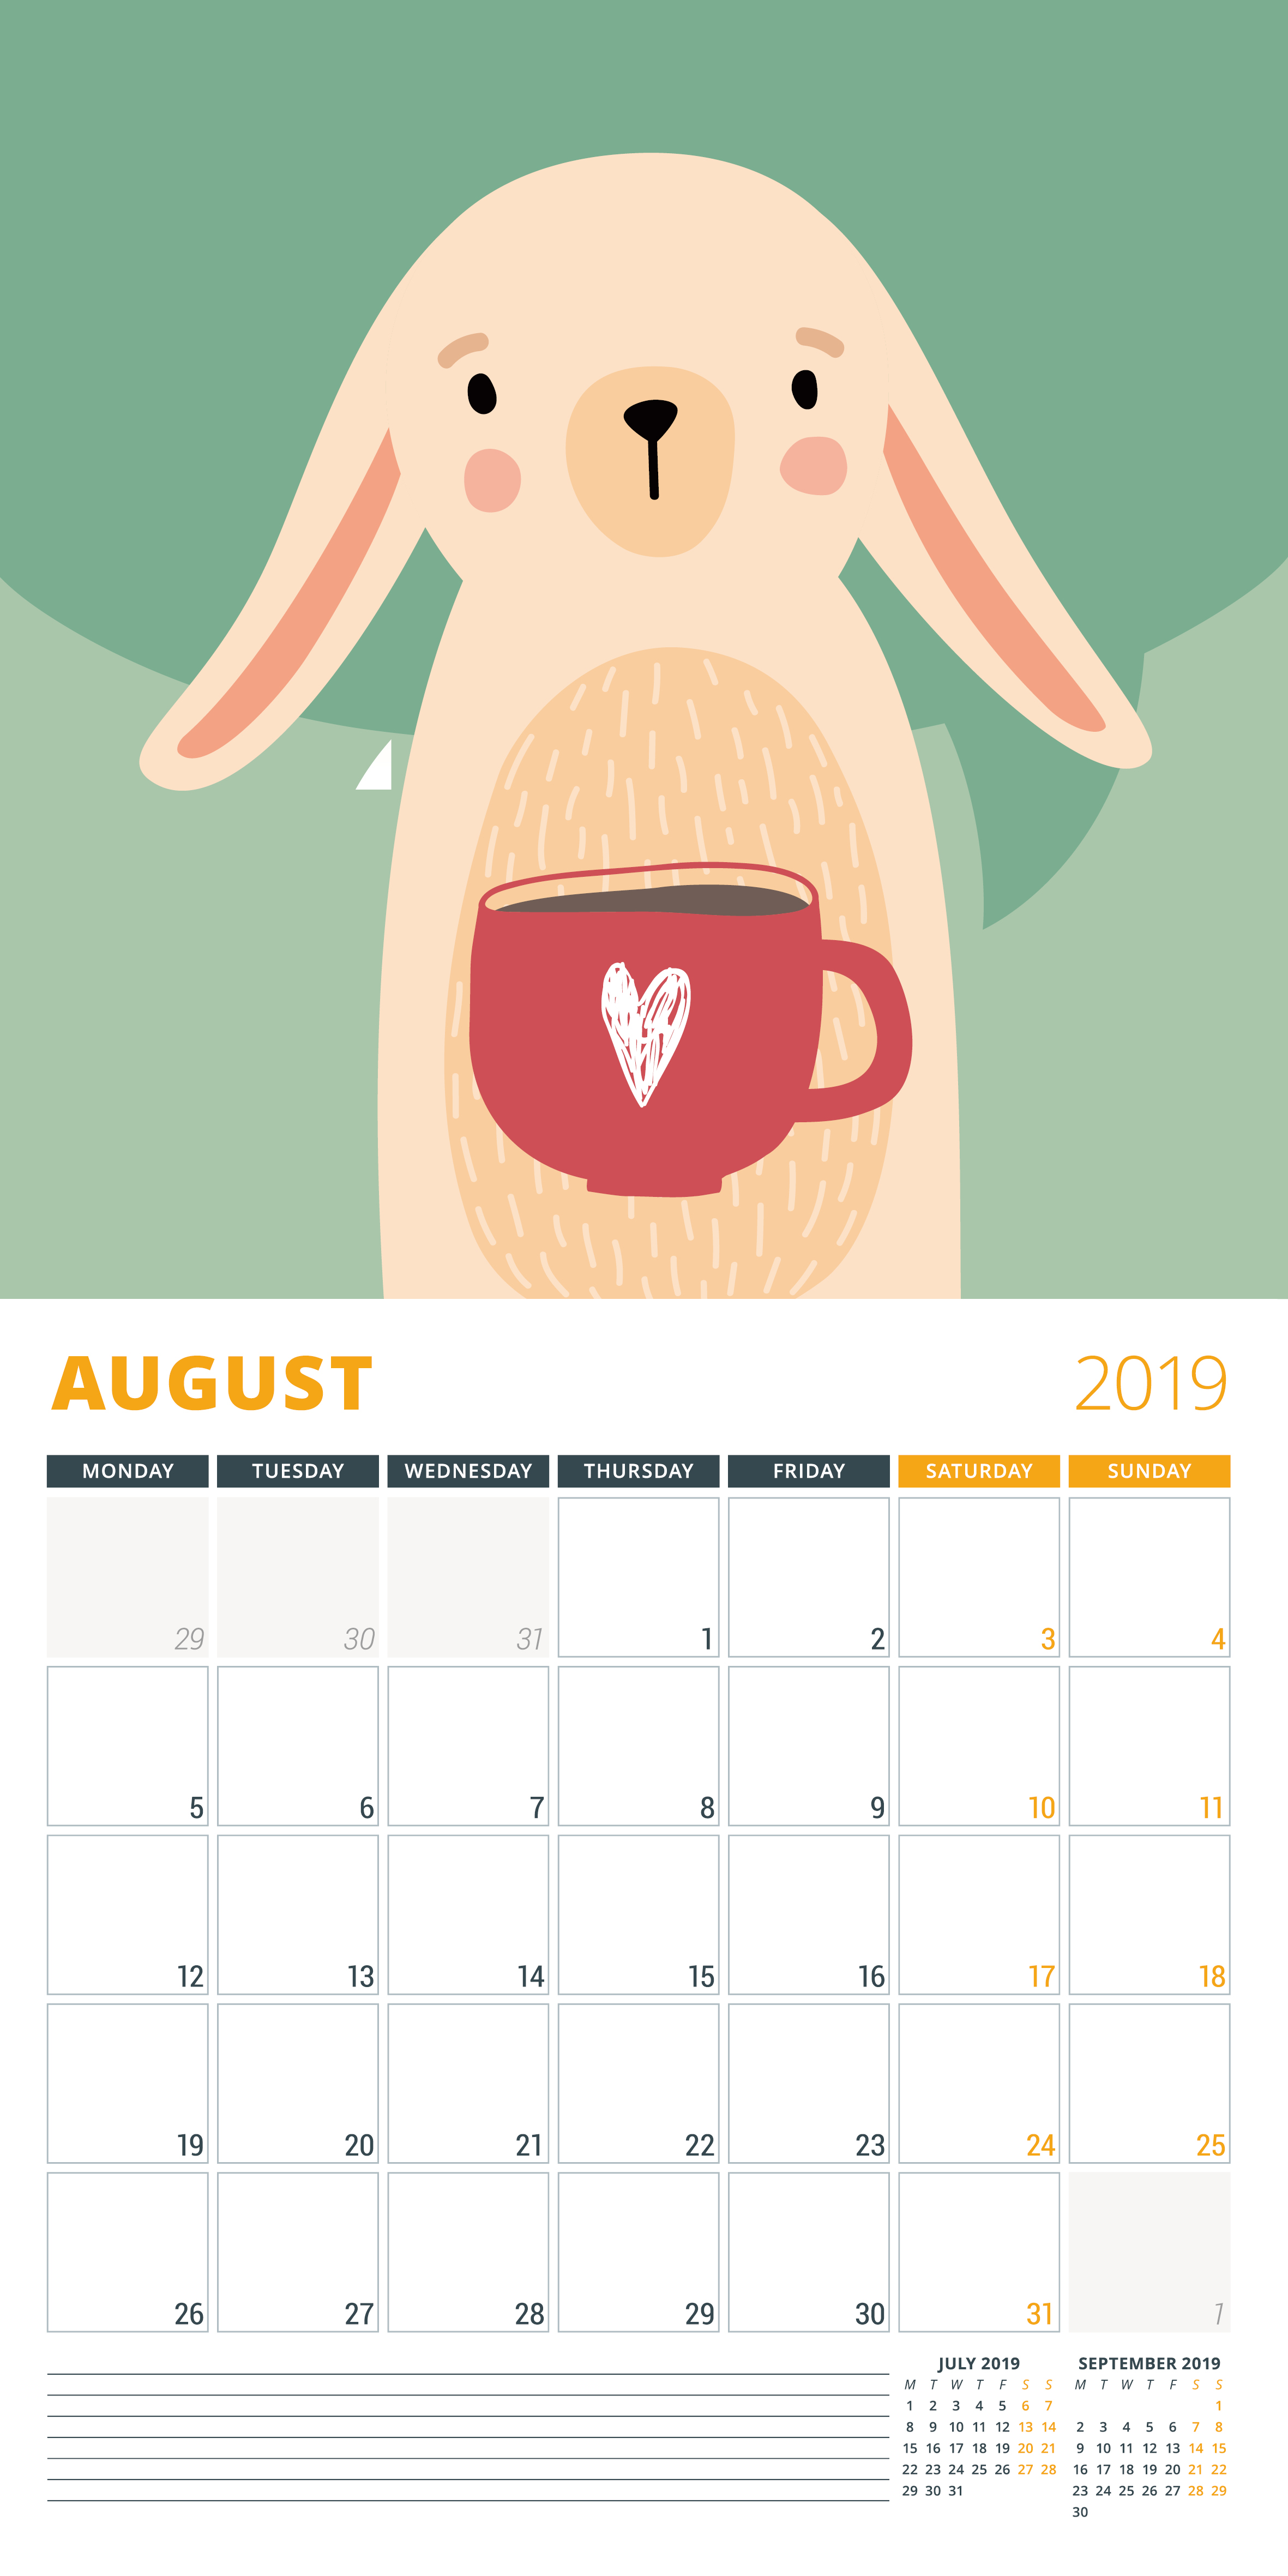 AUGUST 2019
MONDAY TUESDAY WEDNESDAY THURSDAY FRIDAY SATURDAY SUNDAY
29 30 31 1 2 3 4
5 6 7 8 9 10 11
12 13 14 15 16 17 18
19 20 21 22 23 24 25
26 27 28 29 30 31 1
JULY 2019
M T W T F S S
1 2 3 4 5 6 7
8 9 10 11 12 13 14
15 16 17 18 19 20 21
22 23 24 25 26 27 28
29 30 31
SEPTEMBER 2019
M T W T F S S
1
2 3 4 5 6 7 8
9 10 11 12 13 14 15
16 17 18 19 20 21 22
23 24 25 26 27 28 29
30